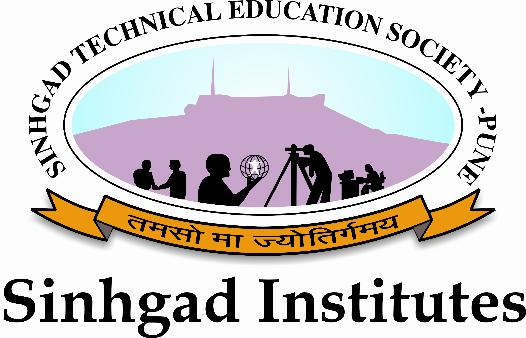 SINHGAD TECHNICAL EDUCATION SOCIETY - PUNE
तमसो मा ज्योतिर्गमय
Sinhgad Institutes